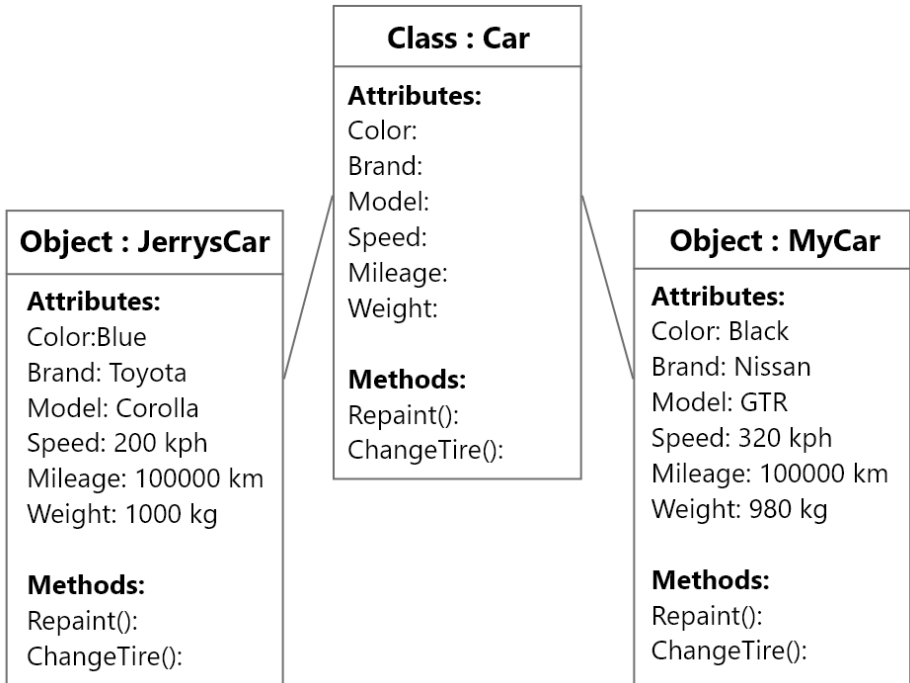 Class : Car
Attributes:
Color:
Brand:
Model:
Speed:
Mileage:
Weight:
Methods:
Repaint():
ChangeTire():
Object : JerrysCar
Attributes:
Color:Blue
Brand: Toyota
Model: Corolla
Speed: 200 kph
Mileage: 100000 km
Weight: 1000 kg
Methods:
Repaint():
ChangeTire():
Object : MyCar
Attributes:
Color: Black
Brand: Nissan
Model: GTR
Speed: 320 kph
Mileage: 100000 km
Weight: 980 kg
Methods:
Repaint():
ChangeTire():